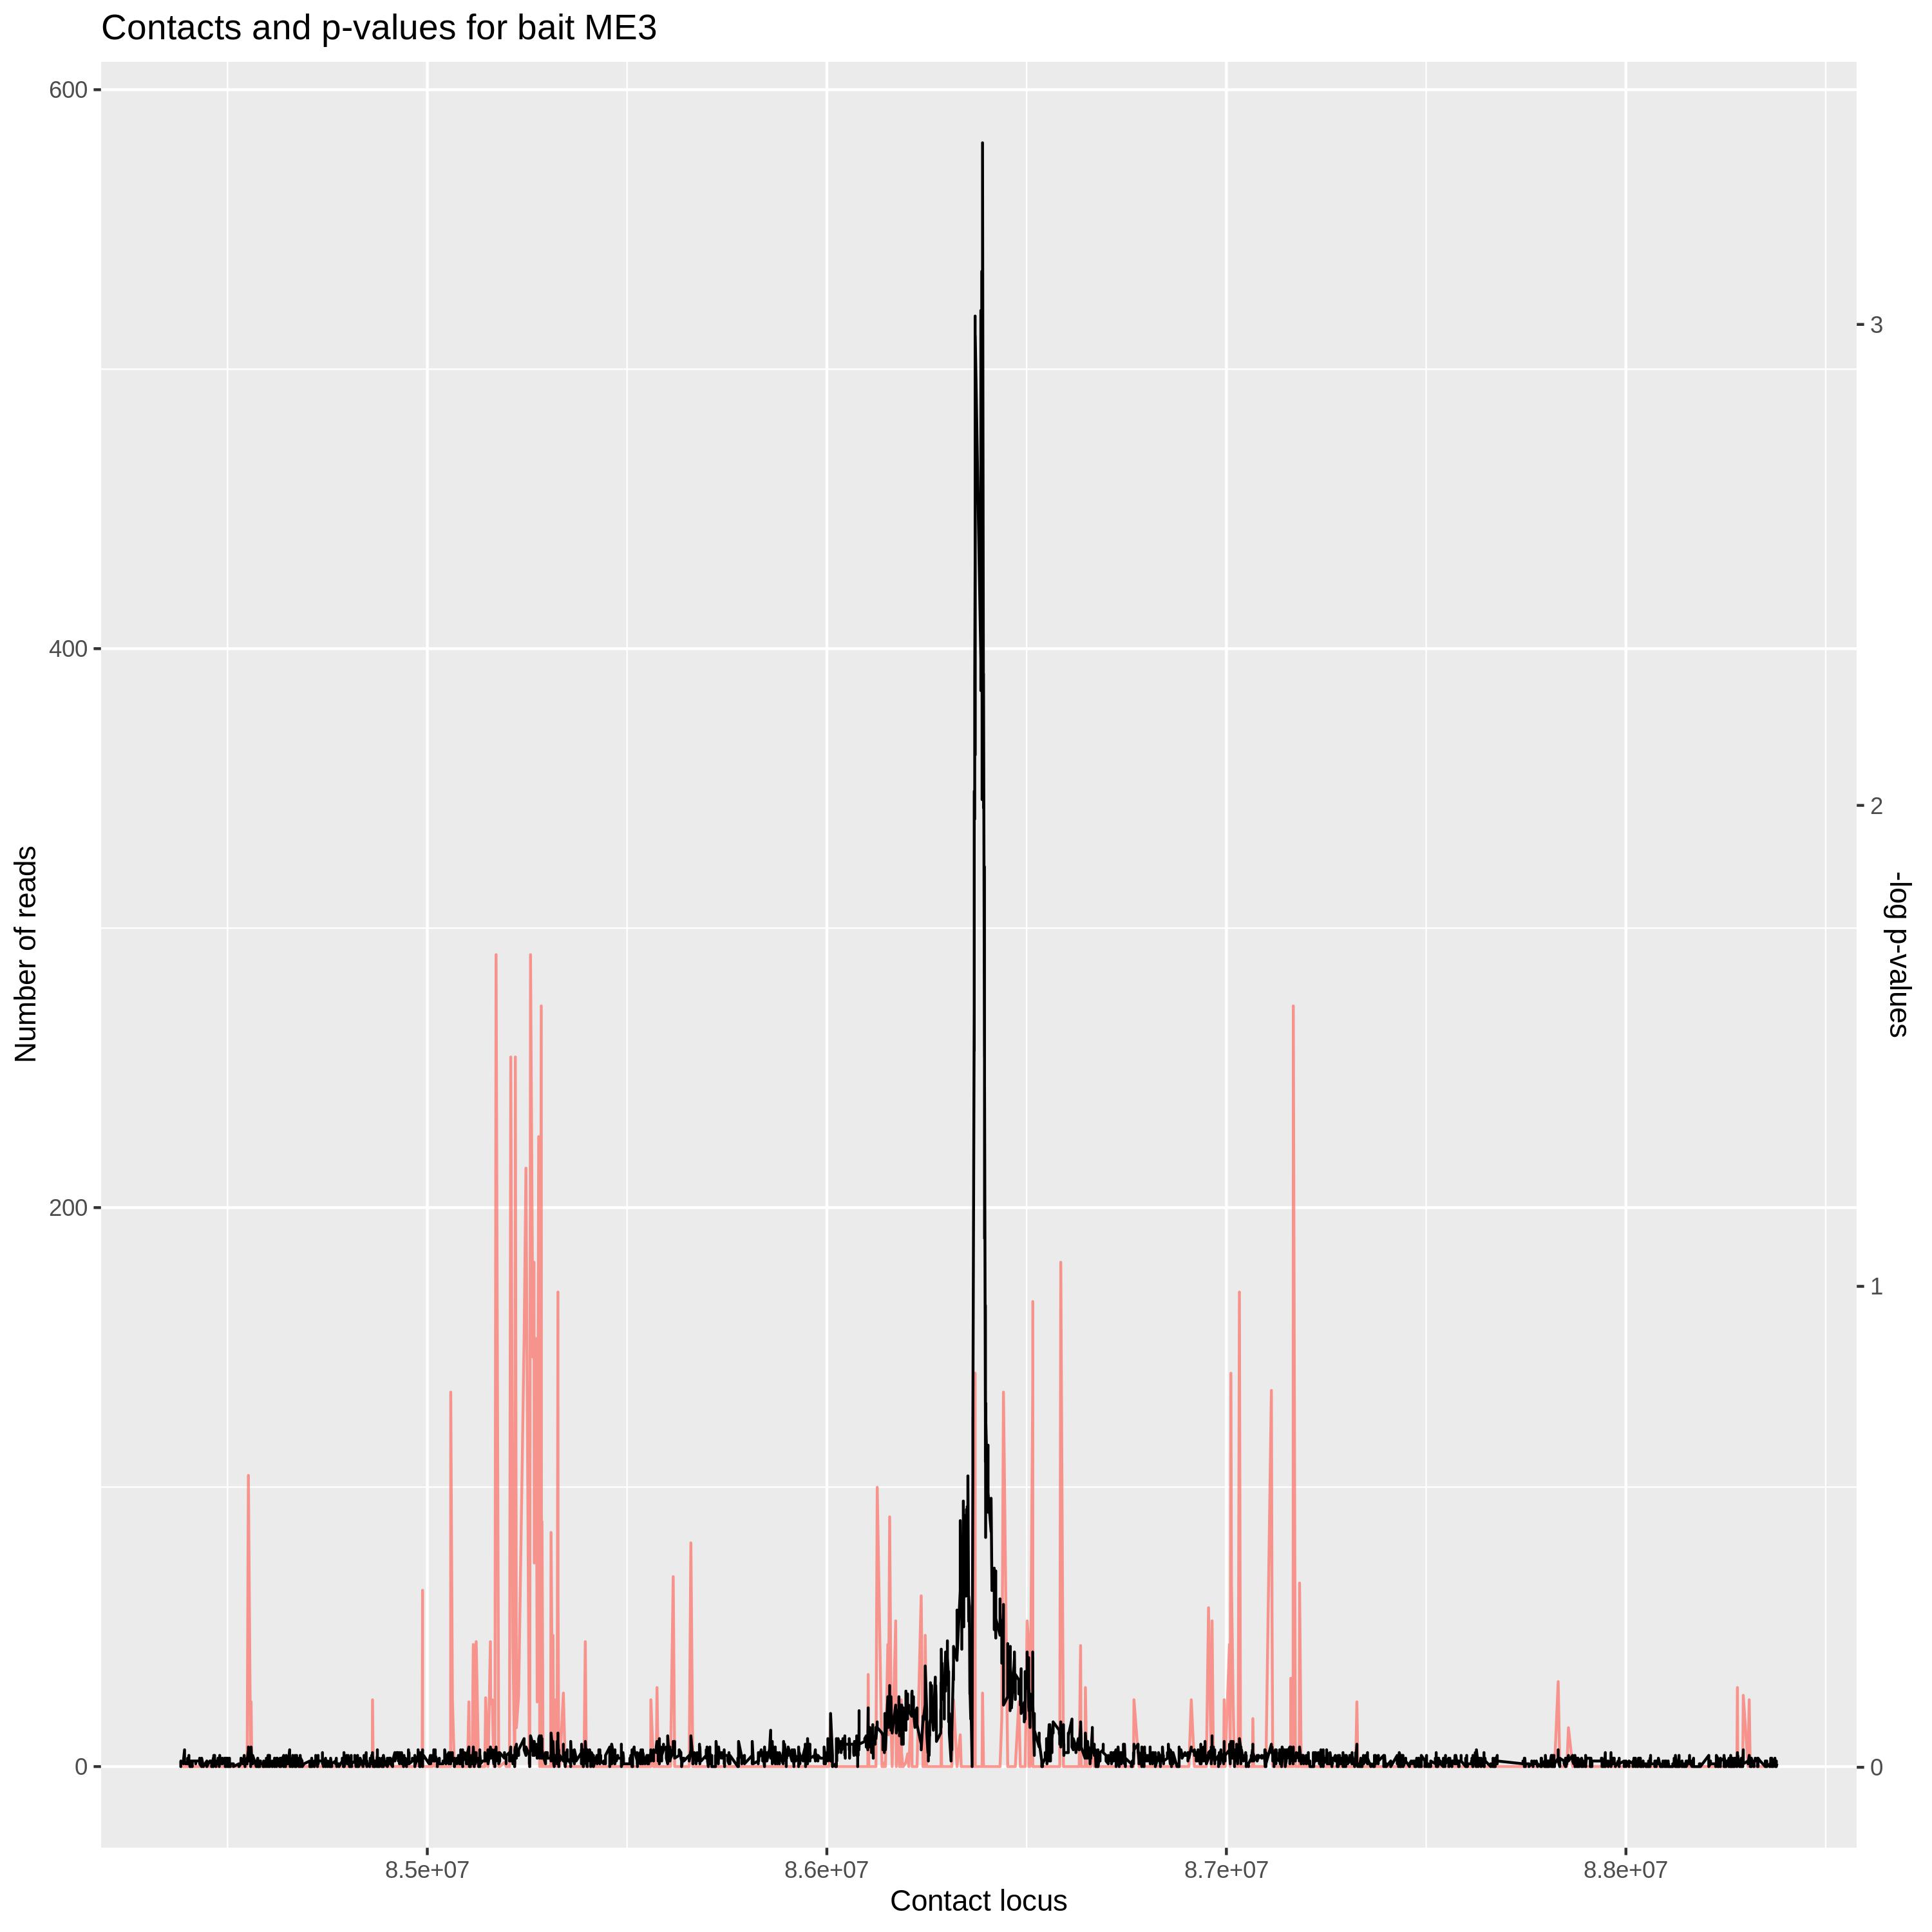 Contacts and p-values for bait ME3
600
400
200
0
Number of reads
3
2
1
0
-log p-values
8.5e+07
8.6e+07
8.7e+07
8.8e+07
Contact locus